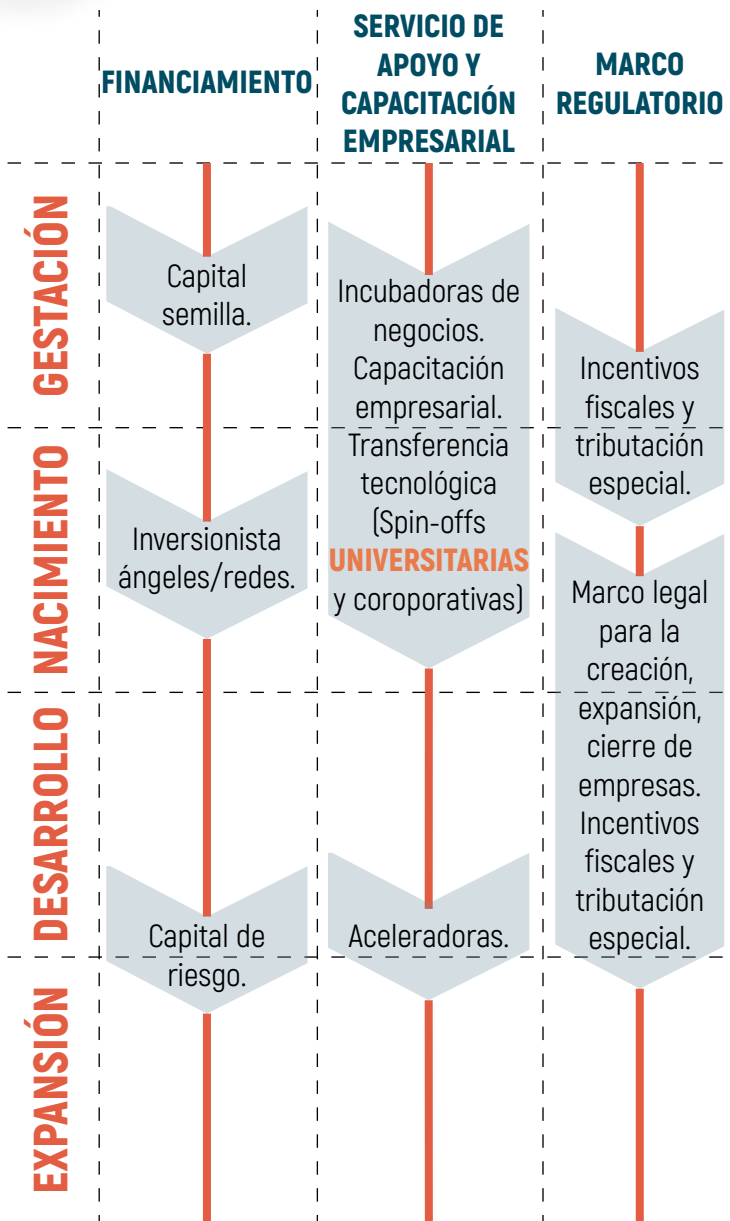 FINANCIAMIENTO
SERVICIO DE
APOYO Y
CAPACITACIÓN
EMPRESARIAL
MARCO
REGULATORIO
GESTACIÓN
Capital
semilla.
Incubadoras de
negocios.
Capacitación
empresarial.
Transferencia
tecnológica
(Spin-offs
UNIVERSITARIAS
y coroporativas)
Incentivos
fiscales y
tributación
especial.
NACIMIENTO
Inversionista
ángeles/redes.
Marco legal
para la
creación,
expansión,
cierre de
empresas.
Incentivos
fiscales y
tributación
especial.
DESARROLLO
Capital de
riesgo.
Aceleradoras.
EXPANSIÓN